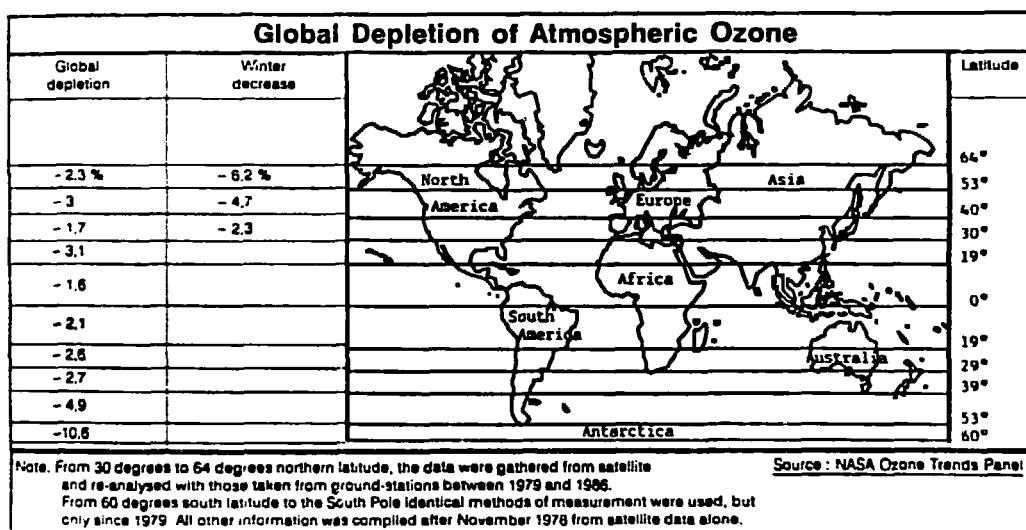 Global Depletion of Atmospheric Ozone
Global depletion
Winter decrease
Latitude
64°
- 2.3 % - 6.2 % North Asia 53°
- 3 - 4,7 America Europe 40°
- 1,7 - 2,3 30°
- 3,1 19°
- 1,6 Africa 0°
- 2,1 South America 19°
- 2,6 Australia 29°
- 2,7 39°
- 4,9 53°
-10,6 Antarctica 60°
Note. From 30 degrees to 64 degrees northern latitude, the data were gathered from satellite
and re-analysed with those taken from ground-stations between 1979 and 1986.
From 60 degrees south latitude to the South Pole identical methods of measurement were used, but
only since 1979 All other information was compiled after November 1978 from satellite data alone.
Source : NASA Ozone Trends Panel